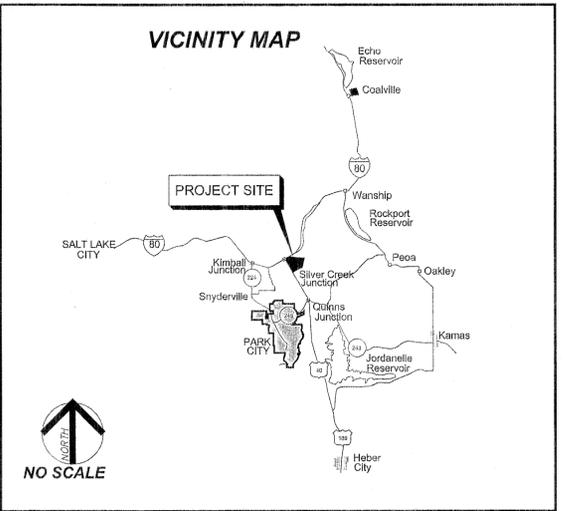 VICINITY MAP
Echo
Reservoir
Coalville
80
PROJECT SITE
Wanship
Rockport
Reservoir
SALT LAKE
CITY
80
Kimball
Junction
Silver Creek
Junction
Peoa
Oakley
224
Snyderville
Quinns
Junction
248
PARK
CITY
248
Kamas
Jordanelle
Reservoir
40
189
Heber
City
NORTH
NO SCALE